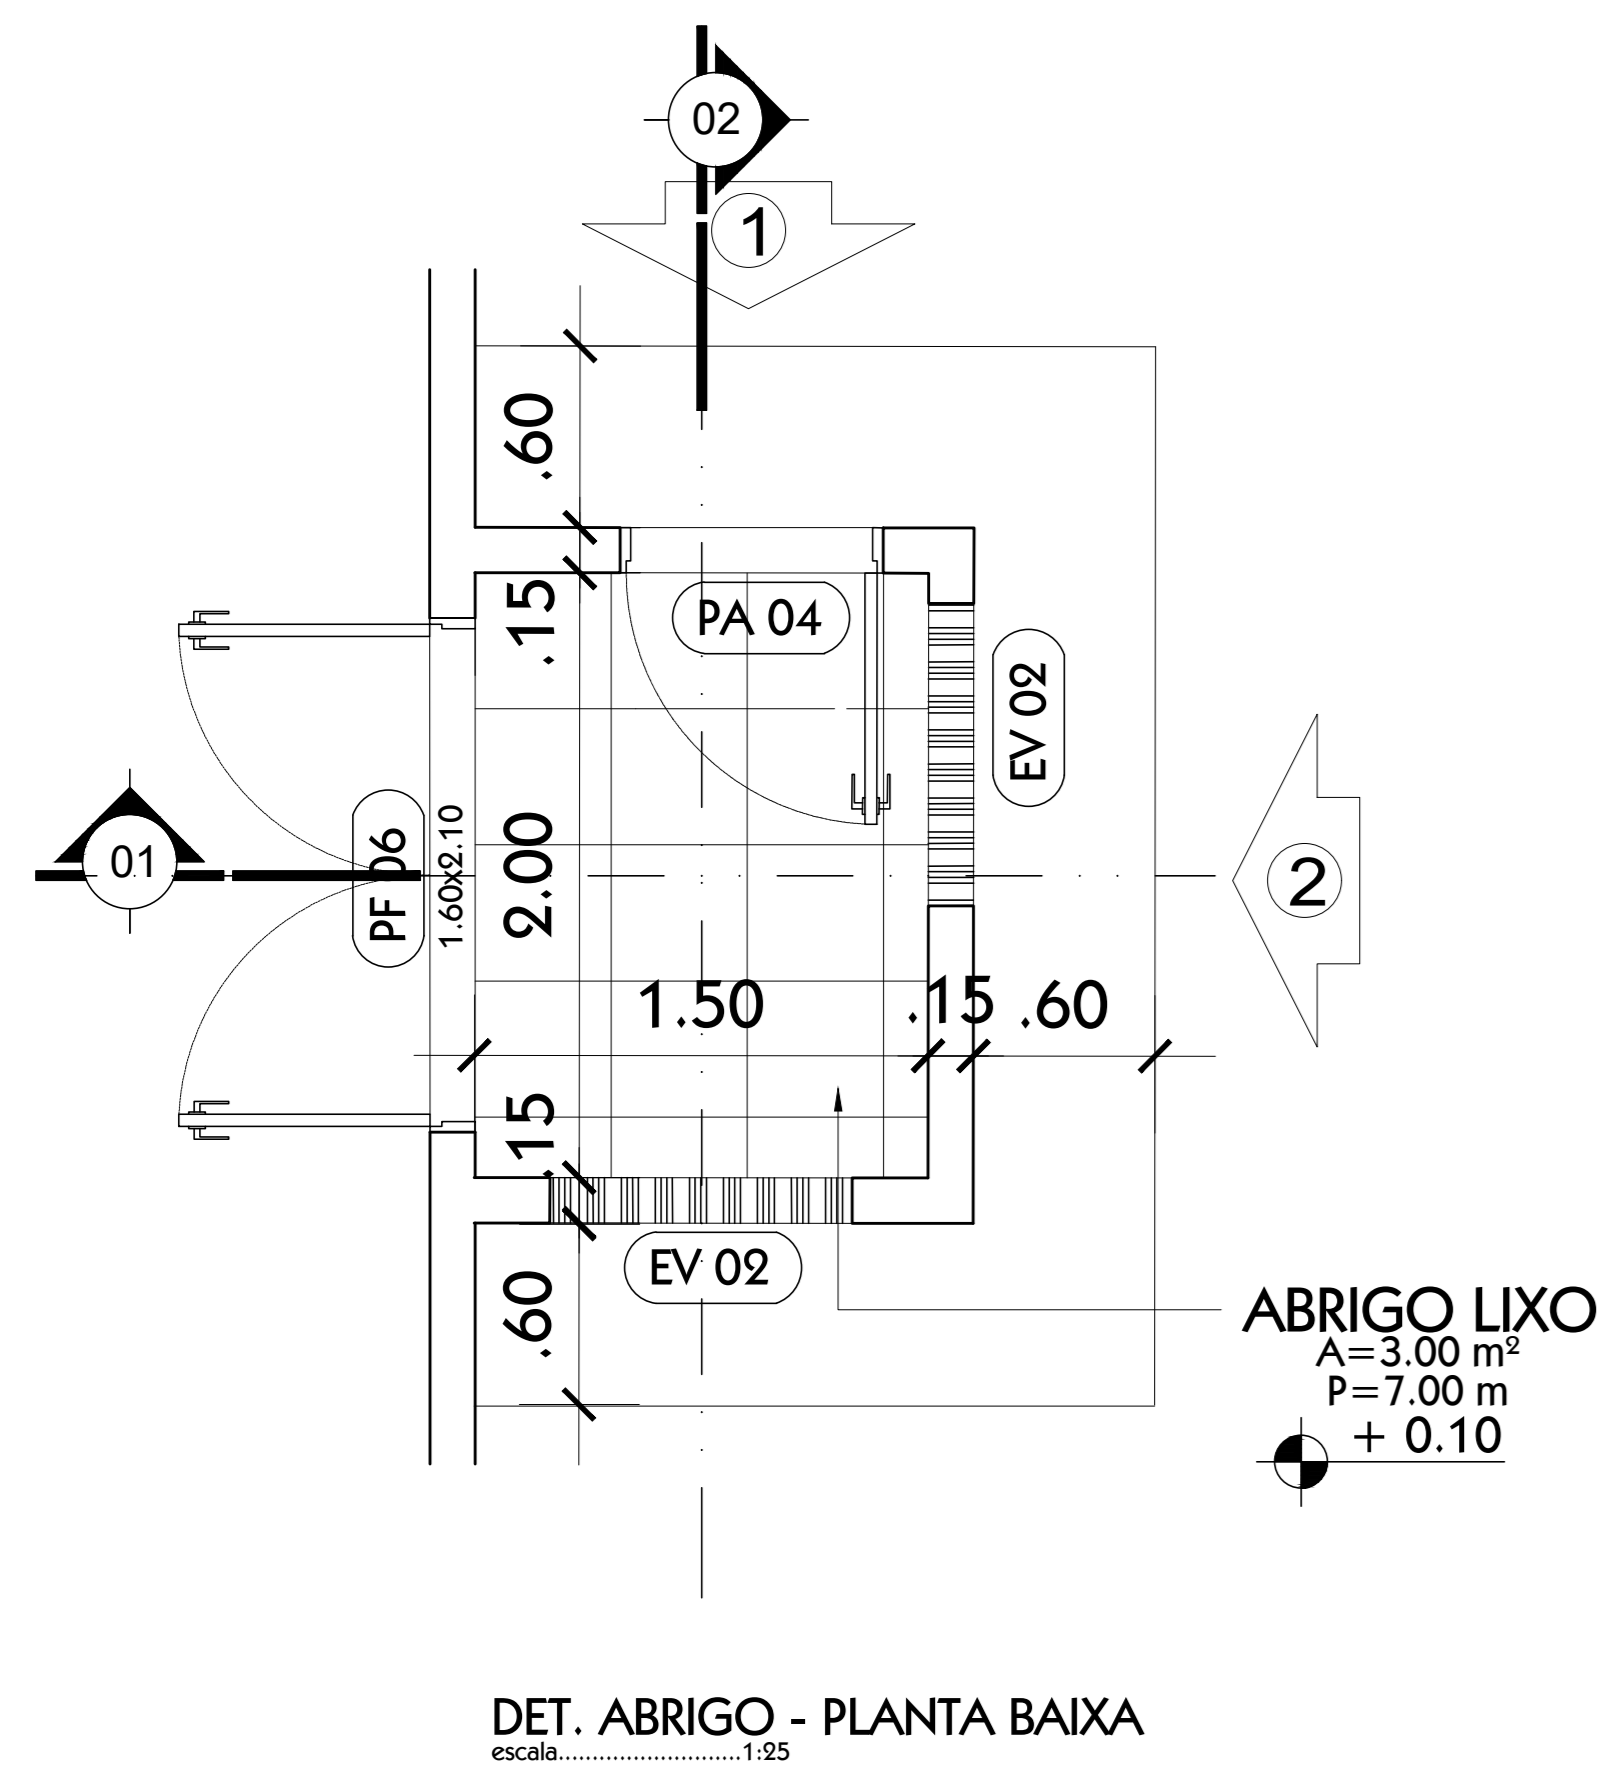 02
1
.60
.15
PA 04
EV 02
01
PF 06
1.60x2.10
2.00
2
1.50
.15
.60
.15
EV 02
.60
ABRIGO LIXO
A=3.00 m²
P=7.00 m
+ 0.10
DET. ABRIGO - PLANTA BAIXA
escala...........................1:25